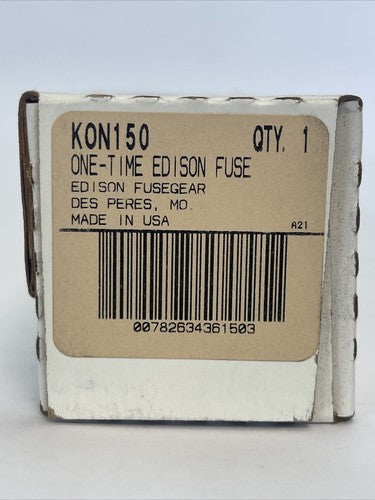 KON150 QTY. 1
ONE-TIME EDISON FUSE
EDISON FUSEGEAR
DES PERES, MO.
MADE IN USA A21
00782634361503